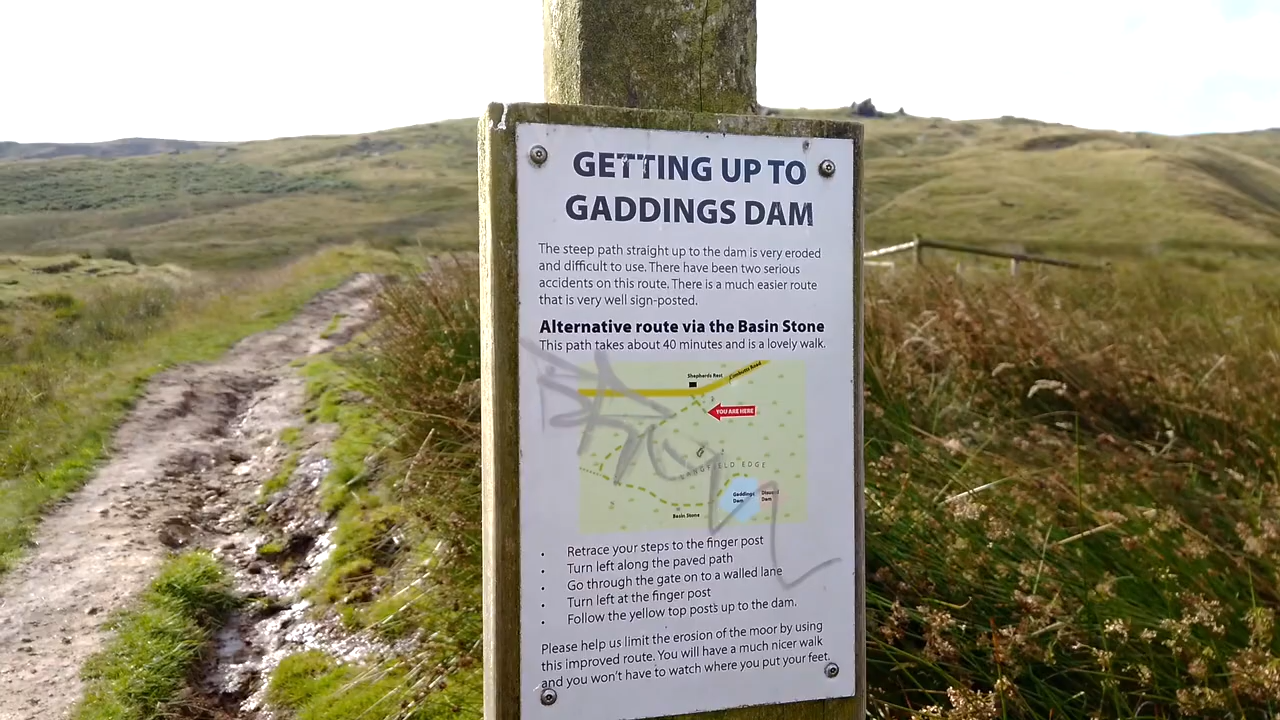 GETTING UP TO
GADDINGS DAM
The steep path straight up to the dam is very eroded
and difficult to use. There have been two serious
accidents on this route. There is a much easier route
that is very well sign-posted.
Alternative route via the Basin Stone
This path takes about 40 minutes and is a lovely walk.
Shepherds Rest
Lumbutts Road
YOU ARE HERE
LANGFIELD EDGE
Gaddings
Dam
Disused
Dam
Basin Stone
• Retrace your steps to the finger post
• Turn left along the paved path
• Go through the gate on to a walled lane
• Turn left at the finger post
• Follow the yellow top posts up to the dam.
Please help us limit the erosion of the moor by using
this improved route. You will have a much nicer walk
and you won't have to watch where you put your feet.